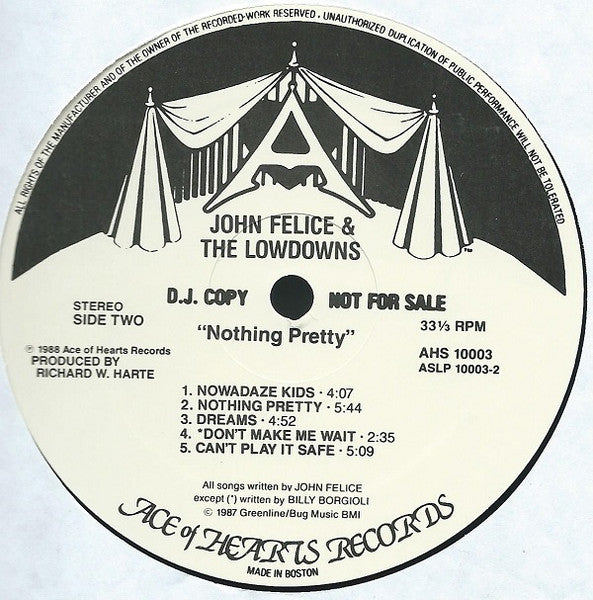 ALL RIGHTS OF THE MANUFACTURER AND OF THE OWNER OF THE RECORDED WORK RESERVED · UNAUTHORIZED DUPLICATION OF PUBLIC PERFORMANCE WILL NOT BE TOLERATED
A
JOHN FELICE &
THE LOWDOWNS
D.J. COPY NOT FOR SALE
STEREO
SIDE TWO
"Nothing Pretty"
33⅓ RPM
℗ 1988 Ace of Hearts Records
PRODUCED BY
RICHARD W. HARTE
AHS 10003
ASLP 10003-2
1. NOWADAZE KIDS · 4:07
2. NOTHING PRETTY · 5:44
3. DREAMS · 4:52
4. *DON'T MAKE ME WAIT · 2:35
5. CAN'T PLAY IT SAFE · 5:09
All songs written by JOHN FELICE
except (*) written by BILLY BORGIOLI
© 1987 Greenline/Bug Music BMI
ACE of HEARTS RECORDS
MADE IN BOSTON